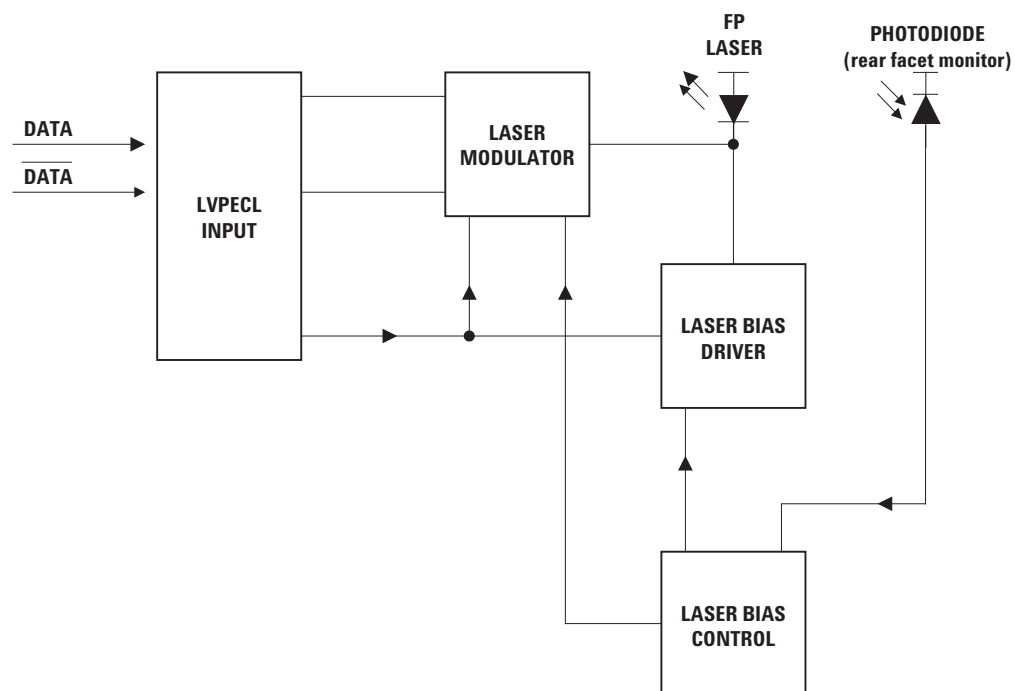 FP
LASER
PHOTODIODE
(rear facet monitor)
DATA
DATA
LVPECL
INPUT
LASER
MODULATOR
LASER BIAS
DRIVER
LASER BIAS
CONTROL